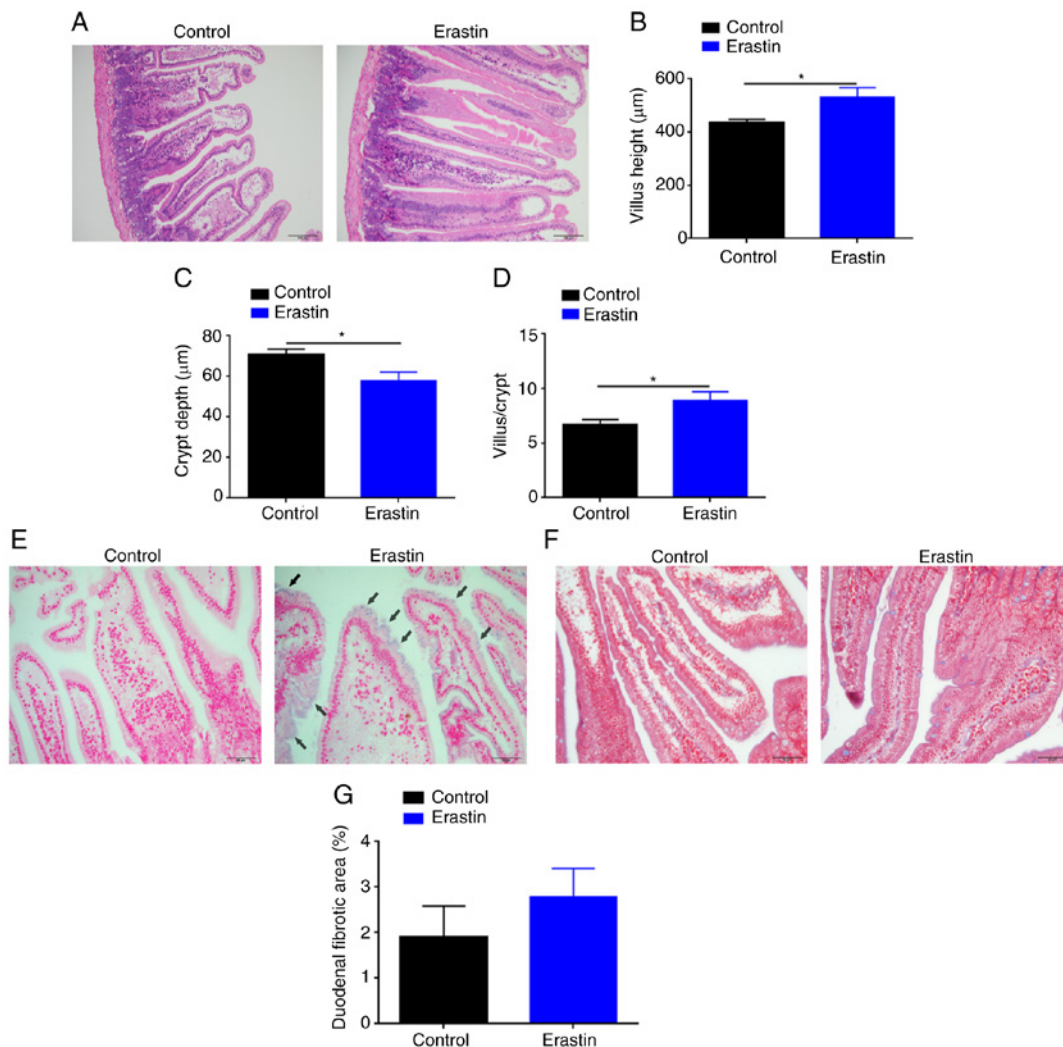 A
Control
Erastin
B
Control
Erastin
Villus height (μm)
600
400
200
0
*
Control
Erastin
C
Control
Erastin
Crypt depth (μm)
80
60
40
20
0
*
Control
Erastin
D
Control
Erastin
Villus/crypt
15
10
5
0
*
Control
Erastin
E
Control
Erastin
F
Control
Erastin
G
Control
Erastin
Duodenal fibrotic area (%)
4
3
2
1
0
Control
Erastin